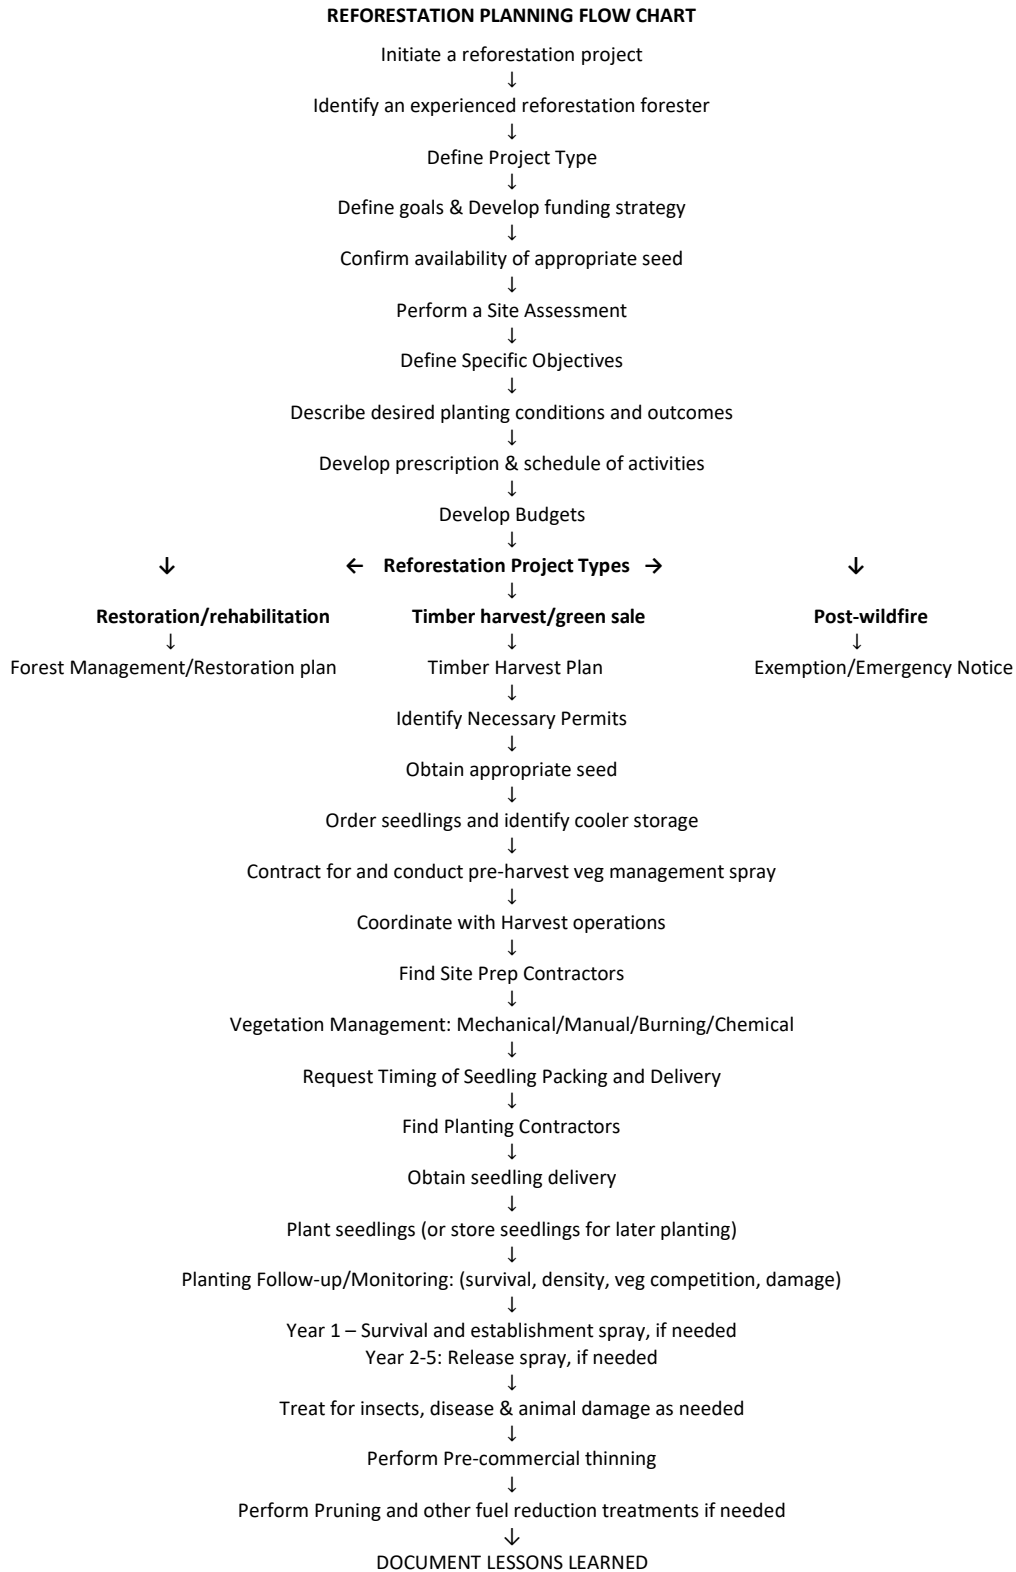 REFORESTATION PLANNING FLOW CHART
Initiate a reforestation project
↓
Identify an experienced reforestation forester
↓
Define Project Type
↓
Define goals & Develop funding strategy
↓
Confirm availability of appropriate seed
↓
Perform a Site Assessment
↓
Define Specific Objectives
↓
Describe desired planting conditions and outcomes
↓
Develop prescription & schedule of activities
↓
Develop Budgets
↓
↓ ← Reforestation Project Types → ↓
↓
Restoration/rehabilitation Timber harvest/green sale Post-wildfire
↓ ↓ ↓
Forest Management/Restoration plan Timber Harvest Plan Exemption/Emergency Notice
↓
Identify Necessary Permits
↓
Obtain appropriate seed
↓
Order seedlings and identify cooler storage
↓
Contract for and conduct pre-harvest veg management spray
↓
Coordinate with Harvest operations
↓
Find Site Prep Contractors
↓
Vegetation Management: Mechanical/Manual/Burning/Chemical
↓
Request Timing of Seedling Packing and Delivery
↓
Find Planting Contractors
↓
Obtain seedling delivery
↓
Plant seedlings (or store seedlings for later planting)
↓
Planting Follow-up/Monitoring: (survival, density, veg competition, damage)
↓
Year 1 – Survival and establishment spray, if needed
Year 2-5: Release spray, if needed
↓
Treat for insects, disease & animal damage as needed
↓
Perform Pre-commercial thinning
↓
Perform Pruning and other fuel reduction treatments if needed
↓
DOCUMENT LESSONS LEARNED